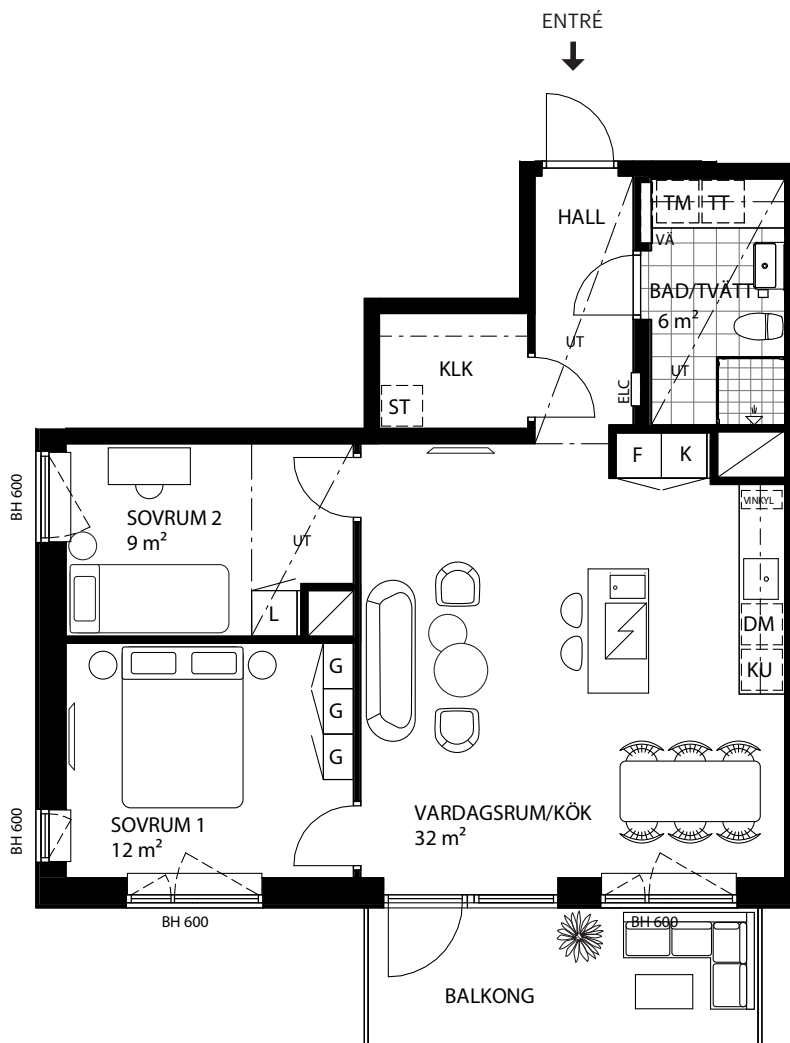 ENTRÉ
HALL
TM
TT
VÄ
BAD/TVÄTT
6 m²
UT
UT
KLK
ST
ELC
F
K
BH 600
SOVRUM 2
9 m²
UT
L
VINKYL
DM
KU
G
G
G
BH 600
SOVRUM 1
12 m²
VARDAGSRUM/KÖK
32 m²
BH 600
BH 600
BALKONG